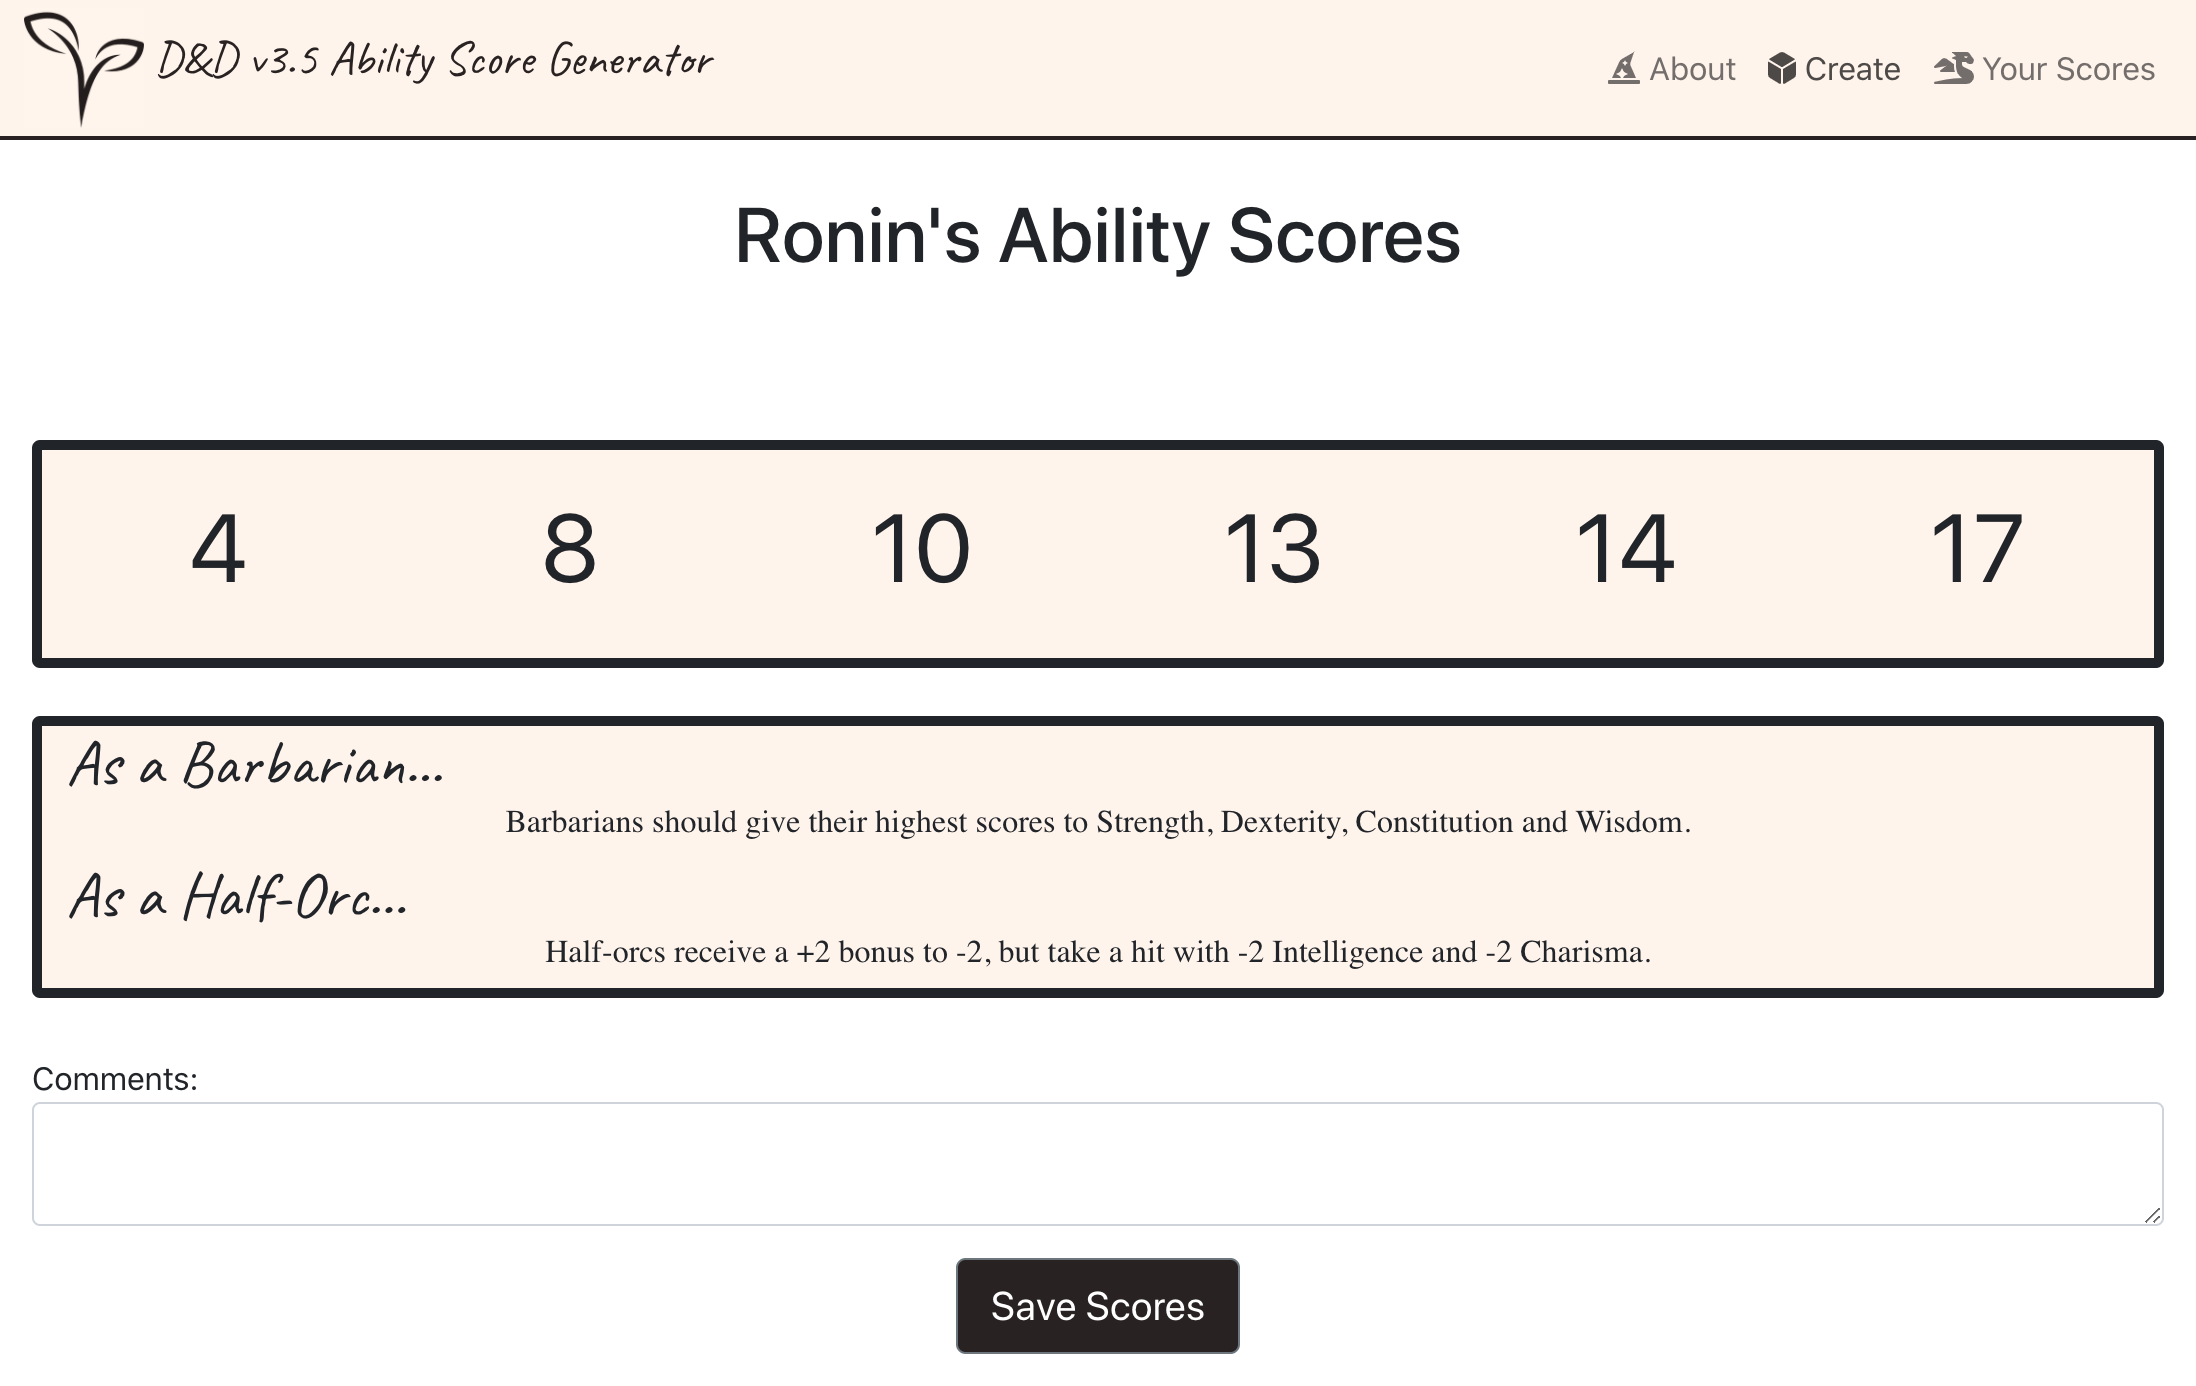 D&D v3.5 Ability Score Generator
About Create Your Scores
Ronin's Ability Scores
4 8 10 13 14 17
As a Barbarian...
Barbarians should give their highest scores to Strength, Dexterity, Constitution and Wisdom.
As a Half-Orc...
Half-orcs receive a +2 bonus to -2, but take a hit with -2 Intelligence and -2 Charisma.
Comments:
Save Scores